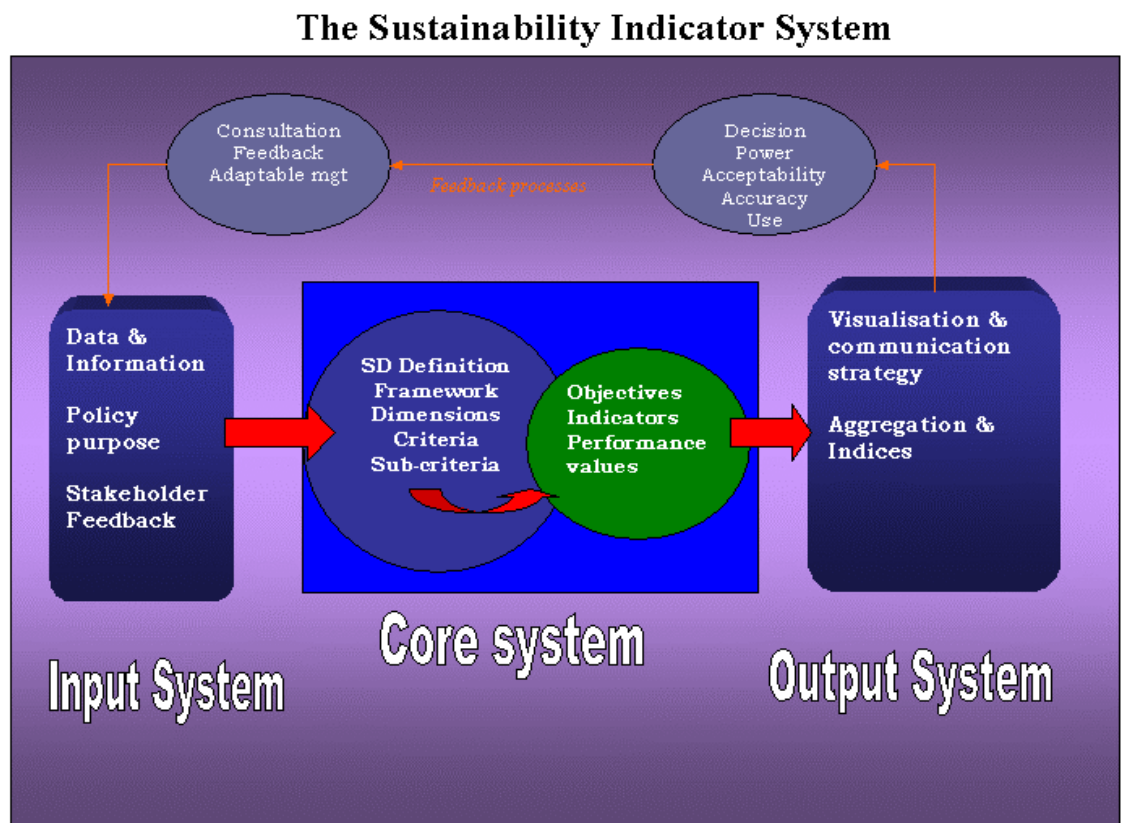 The Sustainability Indicator System
Consultation
Feedback
Adaptable mgt
Feedback processes
Decision
Power
Acceptability
Accuracy
Use
Data &
Information
Policy
purpose
Stakeholder
Feedback
SD Definition
Framework
Dimensions
Criteria
Sub-criteria
Objectives
Indicators
Performance
values
Visualisation &
communication
strategy
Aggregation &
Indices
Input System
Core system
Output System